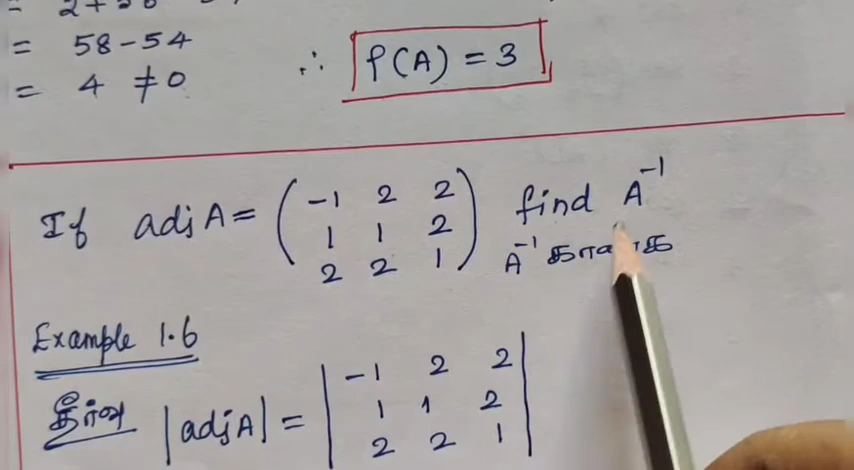 = 58 - 54
= 4 ≠ 0
∴ ρ(A) = 3
If adj A = ( -1 2 2 find A⁻¹
1 1 2
2 2 1 ) A⁻¹
Example 1.6
தீர்வு |adj A| = | -1 2 2
1 1 2
2 2 1 |